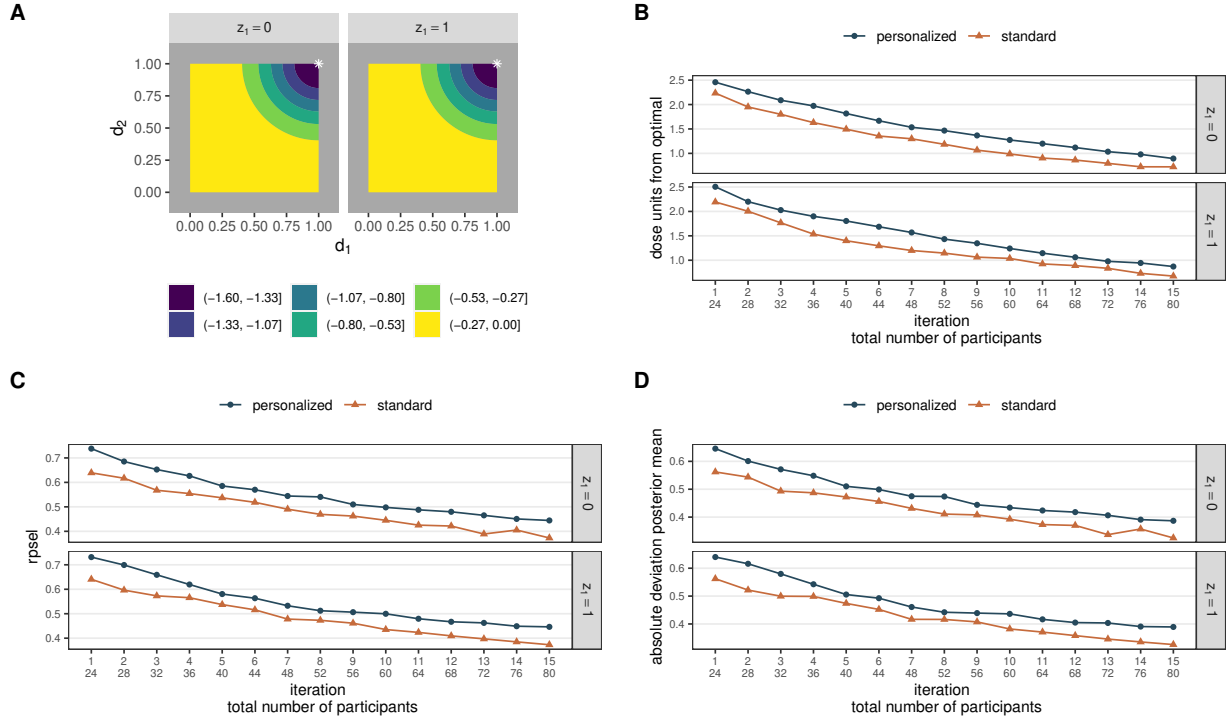 A
z₁ = 0
z₁ = 1
1.00
0.75
0.50
0.25
0.00
d₂
0.00 0.25 0.50 0.75 1.00
0.00 0.25 0.50 0.75 1.00
d₁
(−1.60, −1.33]
(−1.07, −0.80]
(−0.53, −0.27]
(−1.33, −1.07]
(−0.80, −0.53]
(−0.27, 0.00]
B
personalized
standard
dose units from optimal
2.5
2.0
1.5
1.0
z₁ = 0
2.5
2.0
1.5
1.0
z₁ = 1
1 2 3 4 5 6 7 8 9 10 11 12 13 14 15
24 28 32 36 40 44 48 52 56 60 64 68 72 76 80
iteration
total number of participants
C
personalized
standard
rpsel
0.7
0.6
0.5
0.4
z₁ = 0
0.7
0.6
0.5
0.4
z₁ = 1
1 2 3 4 5 6 7 8 9 10 11 12 13 14 15
24 28 32 36 40 44 48 52 56 60 64 68 72 76 80
iteration
total number of participants
D
personalized
standard
absolute deviation posterior mean
0.6
0.5
0.4
z₁ = 0
0.6
0.5
0.4
z₁ = 1
1 2 3 4 5 6 7 8 9 10 11 12 13 14 15
24 28 32 36 40 44 48 52 56 60 64 68 72 76 80
iteration
total number of participants